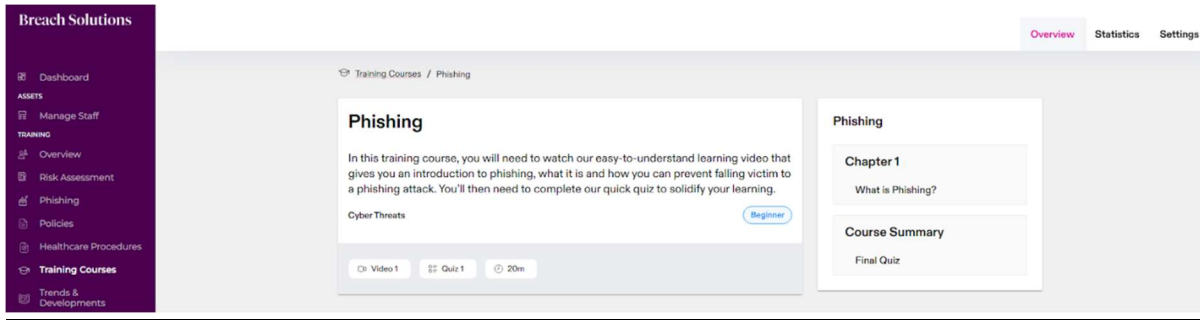 Breach Solutions
Dashboard
ASSETS
Manage Staff
TRAINING
Overview
Risk Assessment
Phishing
Policies
Healthcare Procedures
Training Courses
Trends &
Developments
Overview Statistics Settings
Training Courses / Phishing
Phishing
In this training course, you will need to watch our easy-to-understand learning video that
gives you an introduction to phishing, what it is and how you can prevent falling victim to
a phishing attack. You'll then need to complete our quick quiz to solidify your learning.
Cyber Threats
Beginner
Video 1 Quiz 1 20m
Phishing
Chapter 1
What is Phishing?
Course Summary
Final Quiz